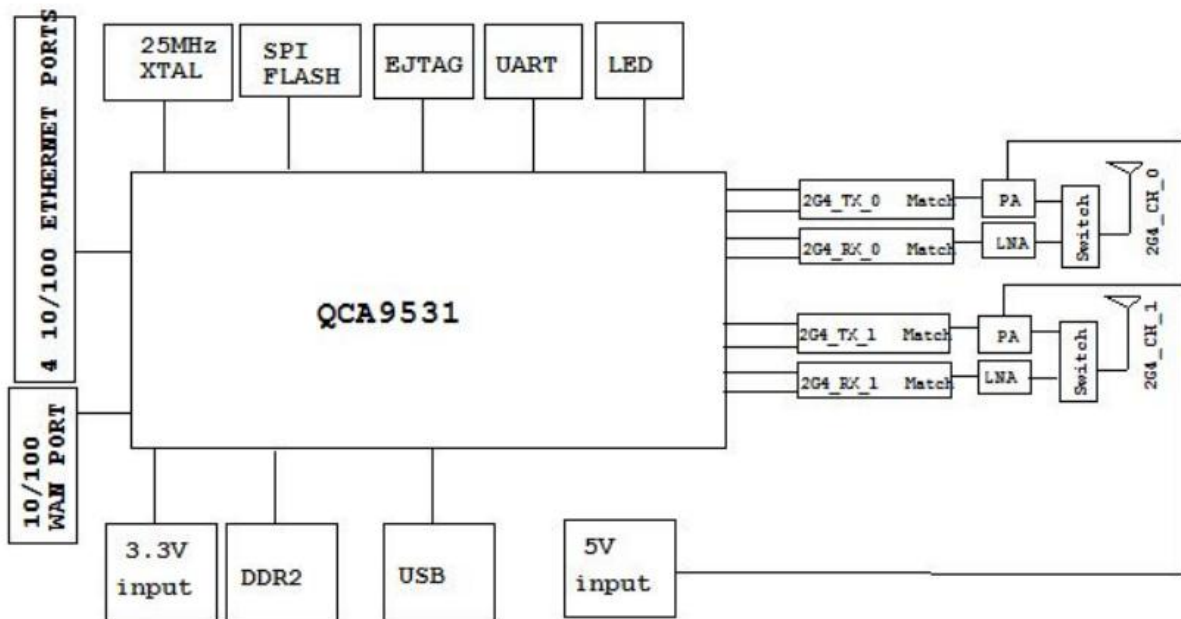 4 10/100 ETHERNET PORTS
10/100
WAN PORT
25MHz
XTAL
SPI
FLASH
EJTAG
UART
LED
QCA9531
2G4_TX_0 Match
PA
2G4_RX_0 Match
LNA
Switch
2G4_CH_0
2G4_TX_1 Match
PA
2G4_RX_1 Match
LNA
Switch
2G4_CH_1
3.3V
input
DDR2
USB
5V
input